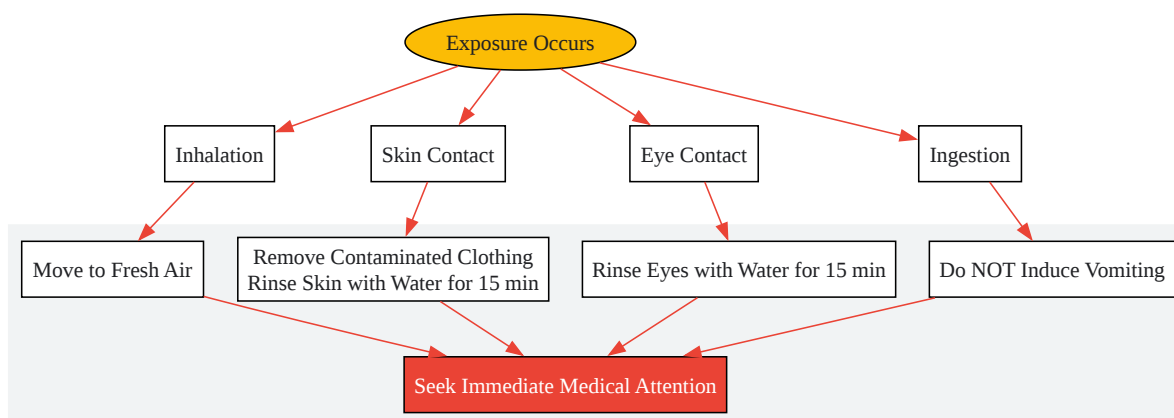 Exposure Occurs
Inhalation
Skin Contact
Eye Contact
Ingestion
Move to Fresh Air
Remove Contaminated Clothing
Rinse Skin with Water for 15 min
Rinse Eyes with Water for 15 min
Do NOT Induce Vomiting
Seek Immediate Medical Attention